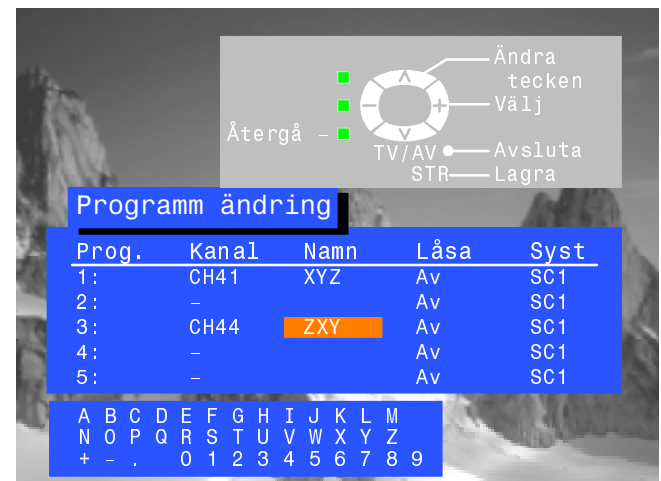 Ändra
tecken
Välj
Återgå –
TV/AV Avsluta
STR Lagra
Programm ändring
Prog. Kanal Namn Låsa Syst
1: CH41 XYZ Av SC1
2: – Av SC1
3: CH44 ZXY Av SC1
4: – Av SC1
5: – Av SC1
A B C D E F G H I J K L M
N O P Q R S T U V W X Y Z
+ – . 0 1 2 3 4 5 6 7 8 9